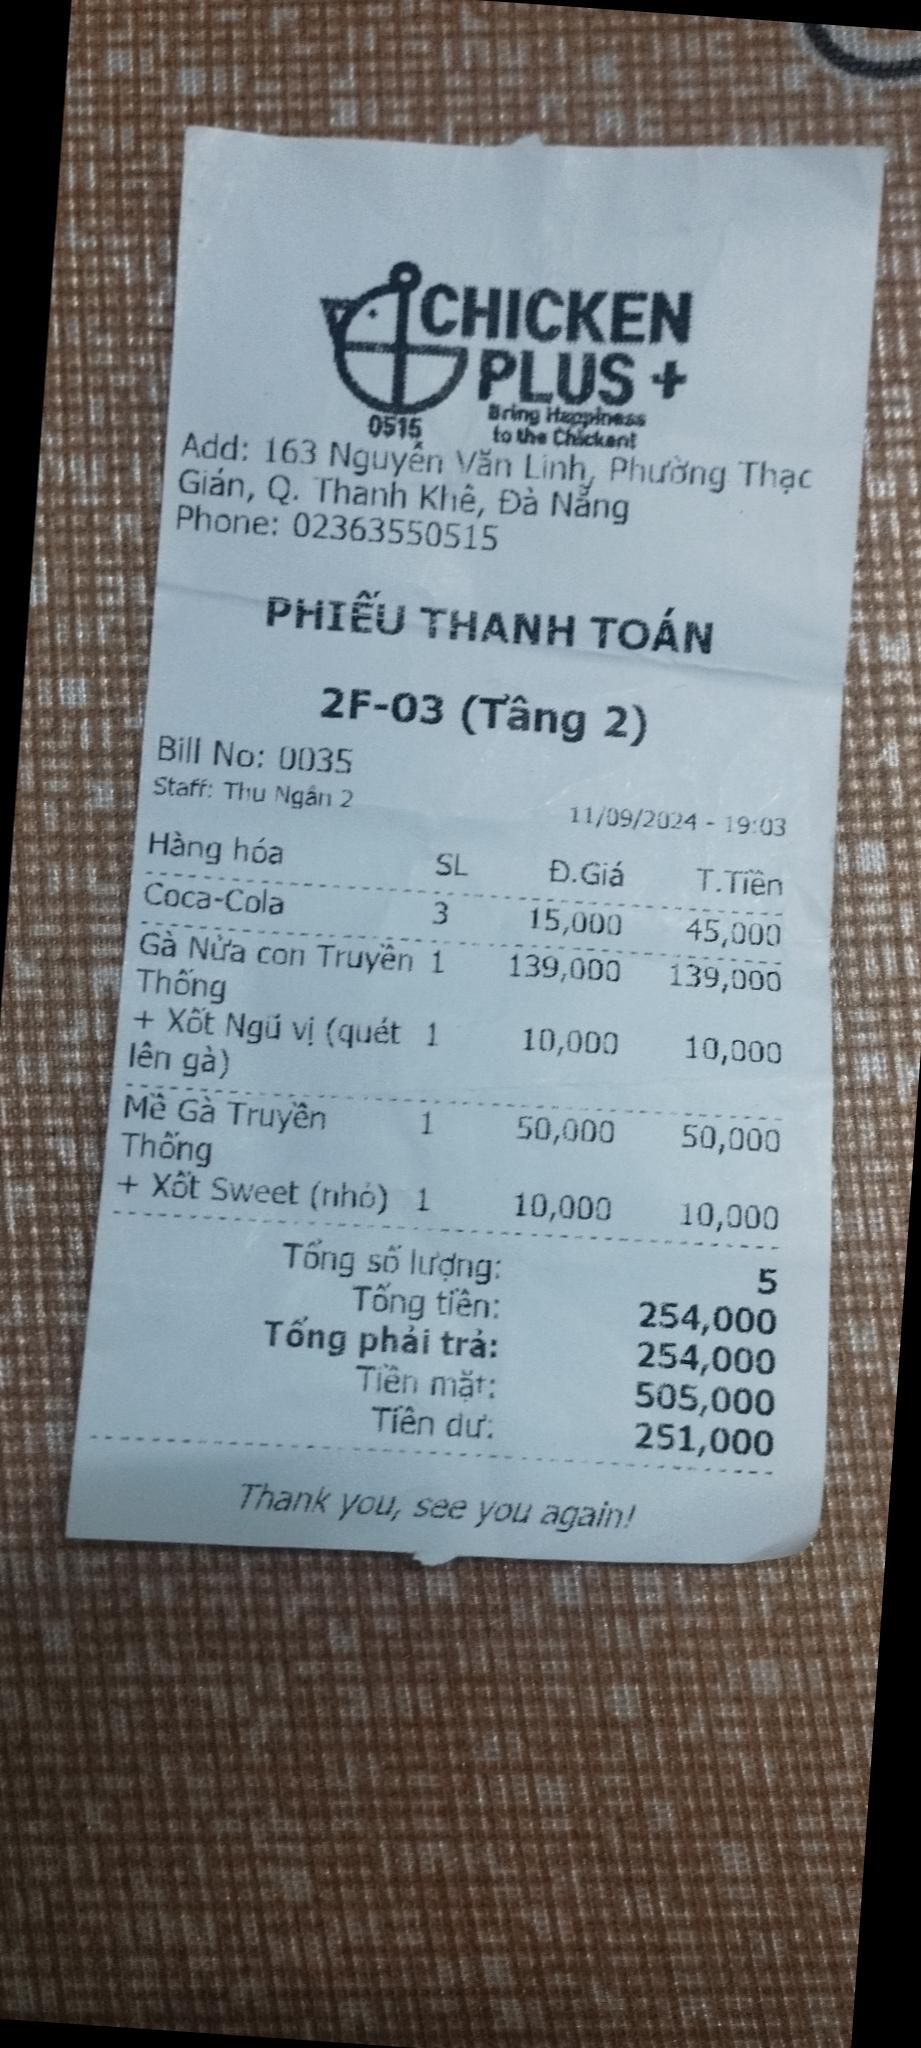 CHICKEN
PLUS +
Bring Happiness
to the Chicken!
0515
Add: 163 Nguyễn Văn Linh, Phường Thạc
Gián, Q. Thanh Khê, Đà Nẵng
Phone: 02363550515
PHIẾU THANH TOÁN
2F-03 (Tầng 2)
Bill No: 0035
Staff: Thu Ngân 2
11/09/2024 - 19:03
Hàng hóa SL Đ.Giá T.Tiền
Coca-Cola 3 15,000 45,000
Gà Nửa con Truyền 1 139,000 139,000
Thống
+ Xốt Ngũ vị (quét 1 10,000 10,000
lên gà)
Mề Gà Truyền 1 50,000 50,000
Thống
+ Xốt Sweet (nhỏ) 1 10,000 10,000
Tổng số lượng: 5
Tổng tiền: 254,000
Tổng phải trả: 254,000
Tiền mặt: 505,000
Tiền dư: 251,000
Thank you, see you again!